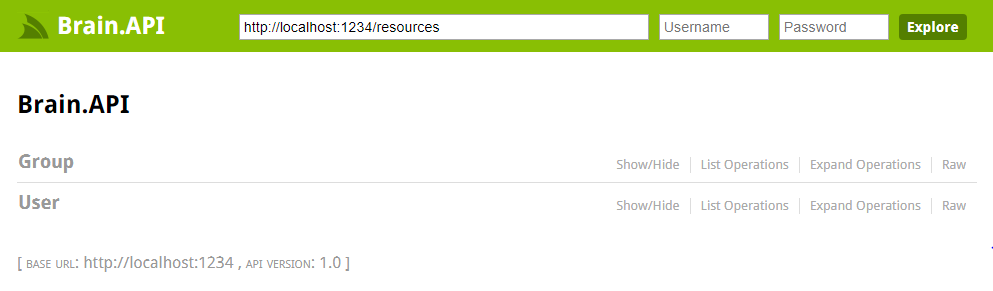 Brain.API http://localhost:1234/resources Username Password Explore
Brain.API
Group Show/Hide List Operations Expand Operations Raw
User Show/Hide List Operations Expand Operations Raw
[ BASE URL: http://localhost:1234 , API VERSION: 1.0 ]